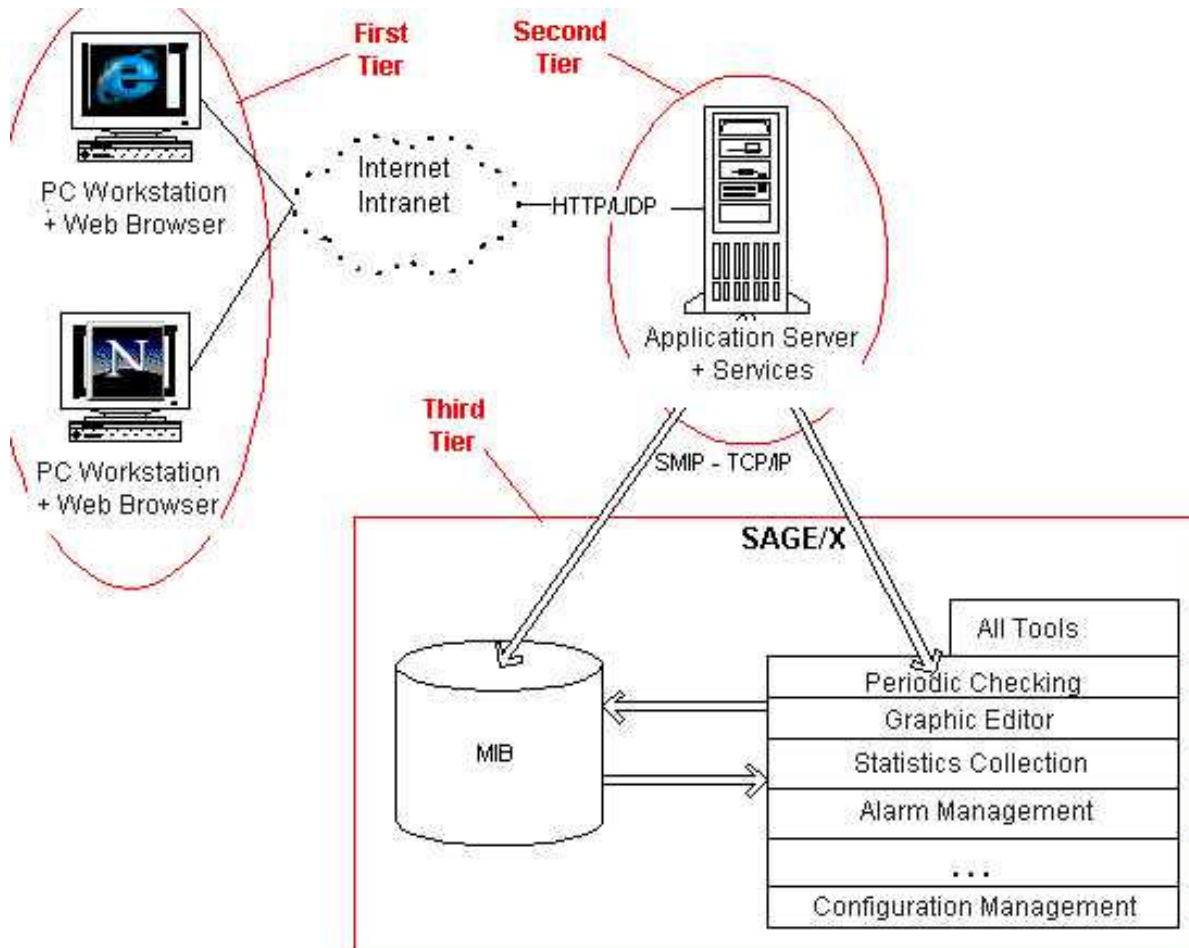 First
Tier
Second
Tier
PC Workstation
+ Web Browser
Internet
Intranet
HTTP/UDP
Application Server
+ Services
N
PC Workstation
+ Web Browser
Third
Tier
SMIP - TCP/IP
SAGE/X
All Tools
Periodic Checking
Graphic Editor
Statistics Collection
Alarm Management
...
Configuration Management
MIB